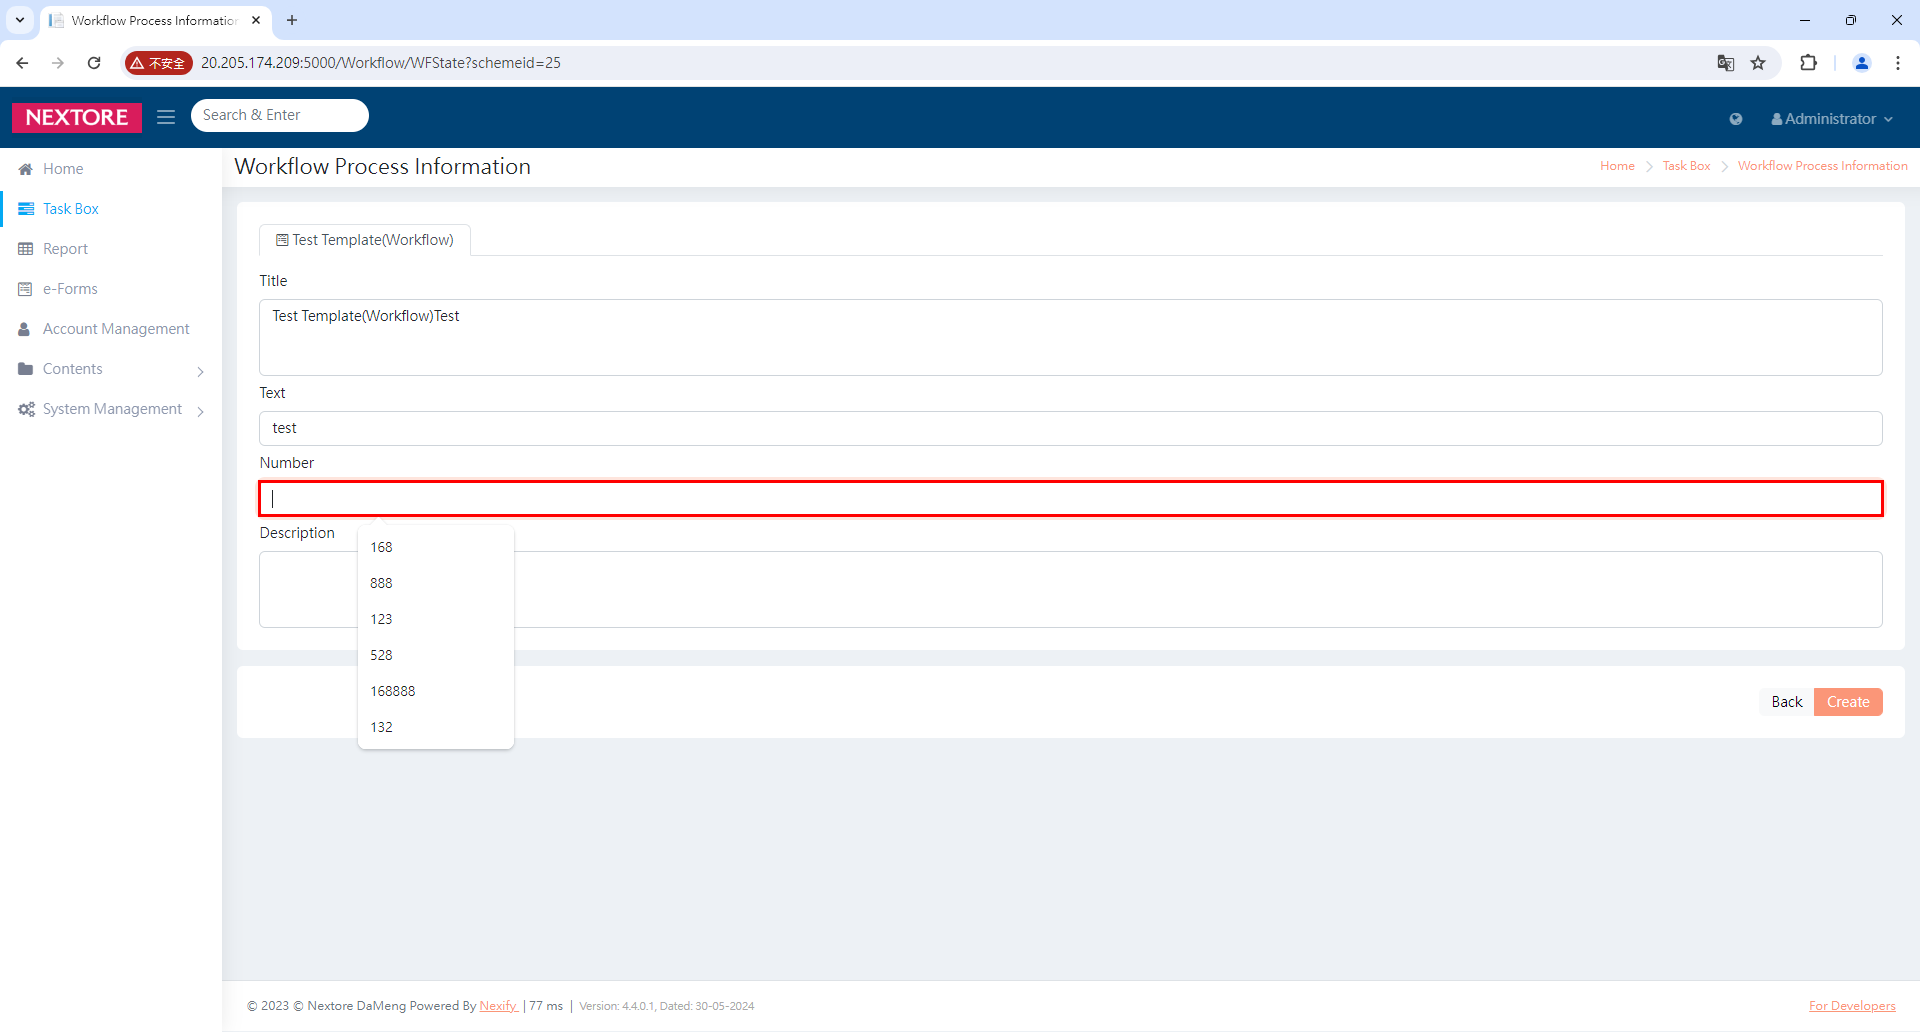 Workflow Process Information
不安全
20.205.174.209:5000/Workflow/WFState?schemeid=25
NEXTORE
Search & Enter
Administrator
Home
Task Box
Report
e-Forms
Account Management
Contents
System Management
Workflow Process Information
Home > Task Box > Workflow Process Information
Test Template(Workflow)
Title
Test Template(Workflow)Test
Text
test
Number
Description
168
888
123
528
168888
132
Back
Create
© 2023 © Nextore DaMeng Powered By Nexify | 77 ms | Version: 4.4.0.1, Dated: 30-05-2024
For Developers